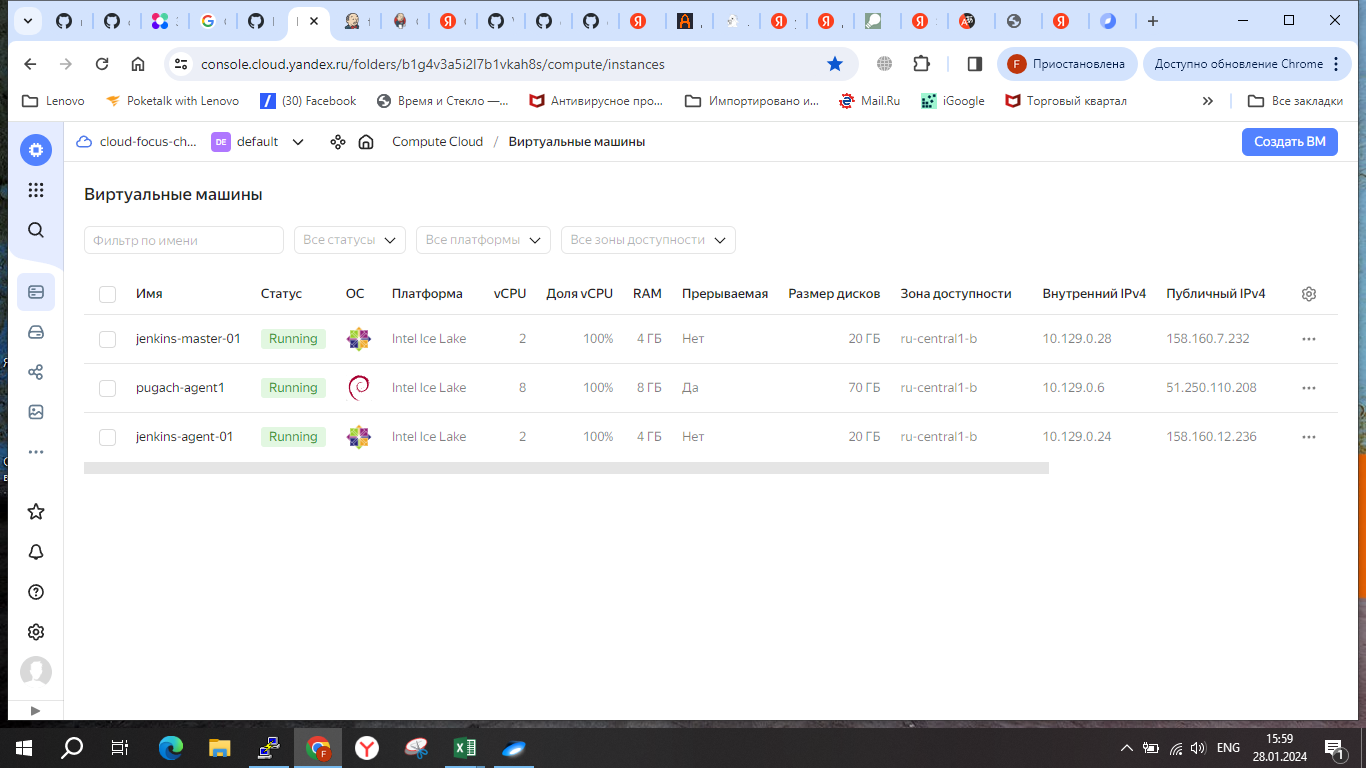 console.cloud.yandex.ru/folders/b1g4v3a5i2l7b1vkah8s/compute/instances
F Приостановлена
Доступно обновление Chrome
Lenovo Poketalk with Lenovo (30) Facebook Время и Стекло —... Антивирусное про... Импортировано и... Mail.Ru iGoogle Торговый квартал » Все закладки
cloud-focus-ch... DE default Compute Cloud / Виртуальные машины Создать ВМ
Виртуальные машины
Фильтр по имени Все статусы Все платформы Все зоны доступности
Имя Статус ОС Платформа vCPU Доля vCPU RAM Прерываемая Размер дисков Зона доступности Внутренний IPv4 Публичный IPv4
jenkins-master-01 Running Intel Ice Lake 2 100% 4 ГБ Нет 20 ГБ ru-central1-b 10.129.0.28 158.160.7.232
pugach-agent1 Running Intel Ice Lake 8 100% 8 ГБ Да 70 ГБ ru-central1-b 10.129.0.6 51.250.110.208
jenkins-agent-01 Running Intel Ice Lake 2 100% 4 ГБ Нет 20 ГБ ru-central1-b 10.129.0.24 158.160.12.236
ENG
15:59
28.01.2024
1